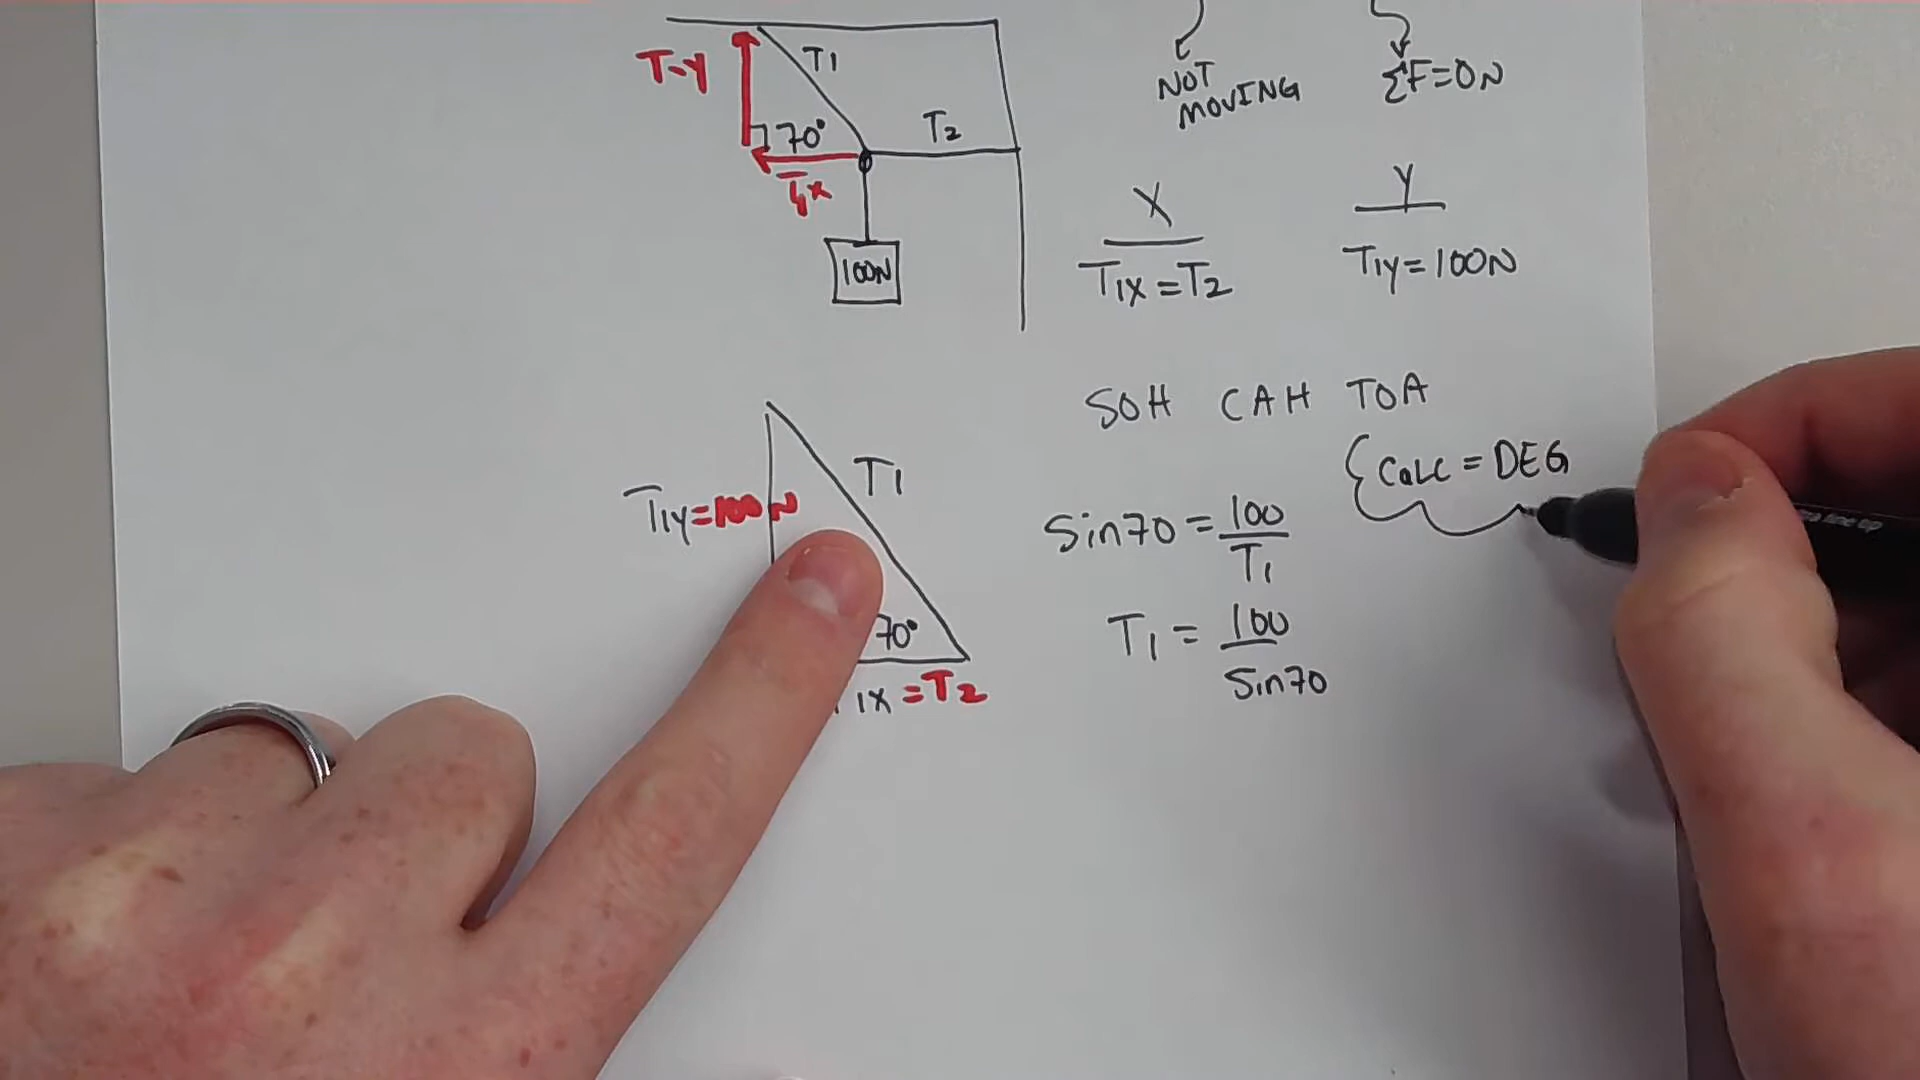 T-y
T1
NOT
MOVING
ΣF=0N
70°
T2
T1x
100N
X
Y
T1X=T2
T1y=100N
SOH CAH TOA
T1y=100N
T1
CALC=DEG
Sin70=100
T1
70°
T1=100
Sin70
1X=T2